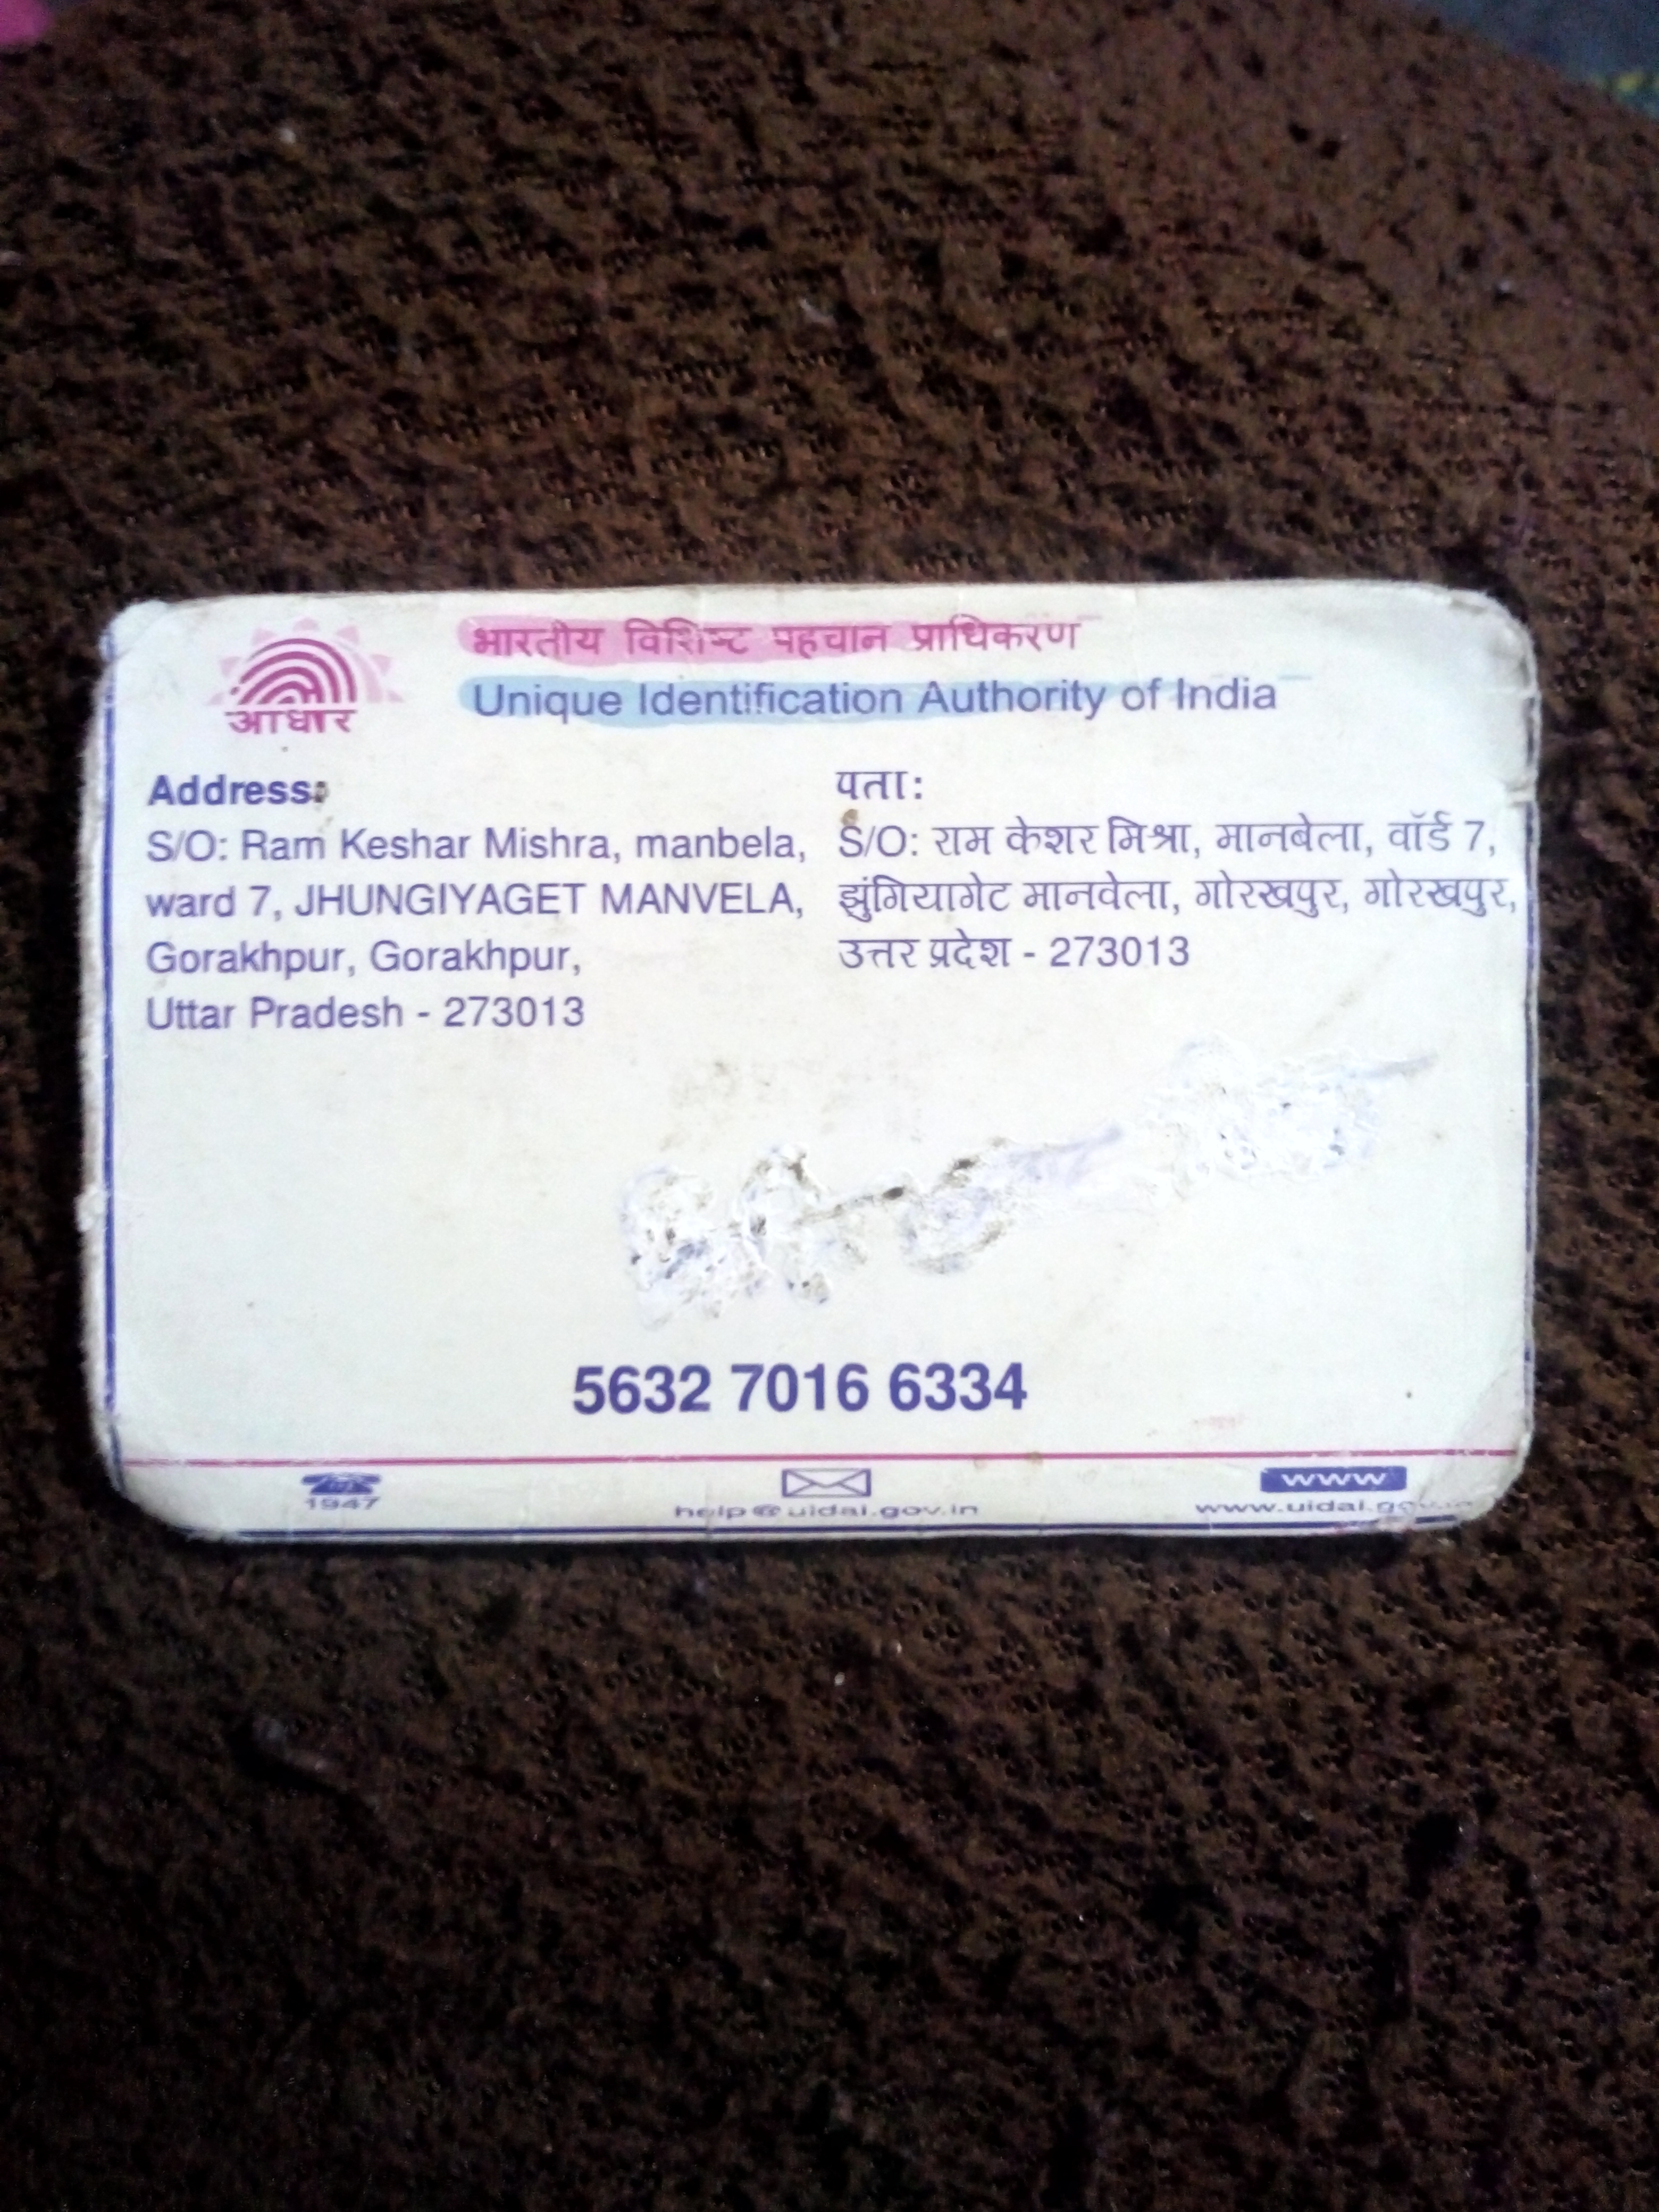 भारतीय विशिष्ट पहचान प्राधिकरण
Unique Identification Authority of India
आधार
Address:
S/O: Ram Keshar Mishra, manbela,
ward 7, JHUNGIYAGET MANVELA,
Gorakhpur, Gorakhpur,
Uttar Pradesh - 273013
पता:
S/O: राम केशर मिश्रा, मानबेला, वॉर्ड 7,
झुंगियागेट मानवेला, गोरखपुर, गोरखपुर,
उत्तर प्रदेश - 273013
5632 7016 6334
1947
help@uidai.gov.in
www
www.uidai.gov.in